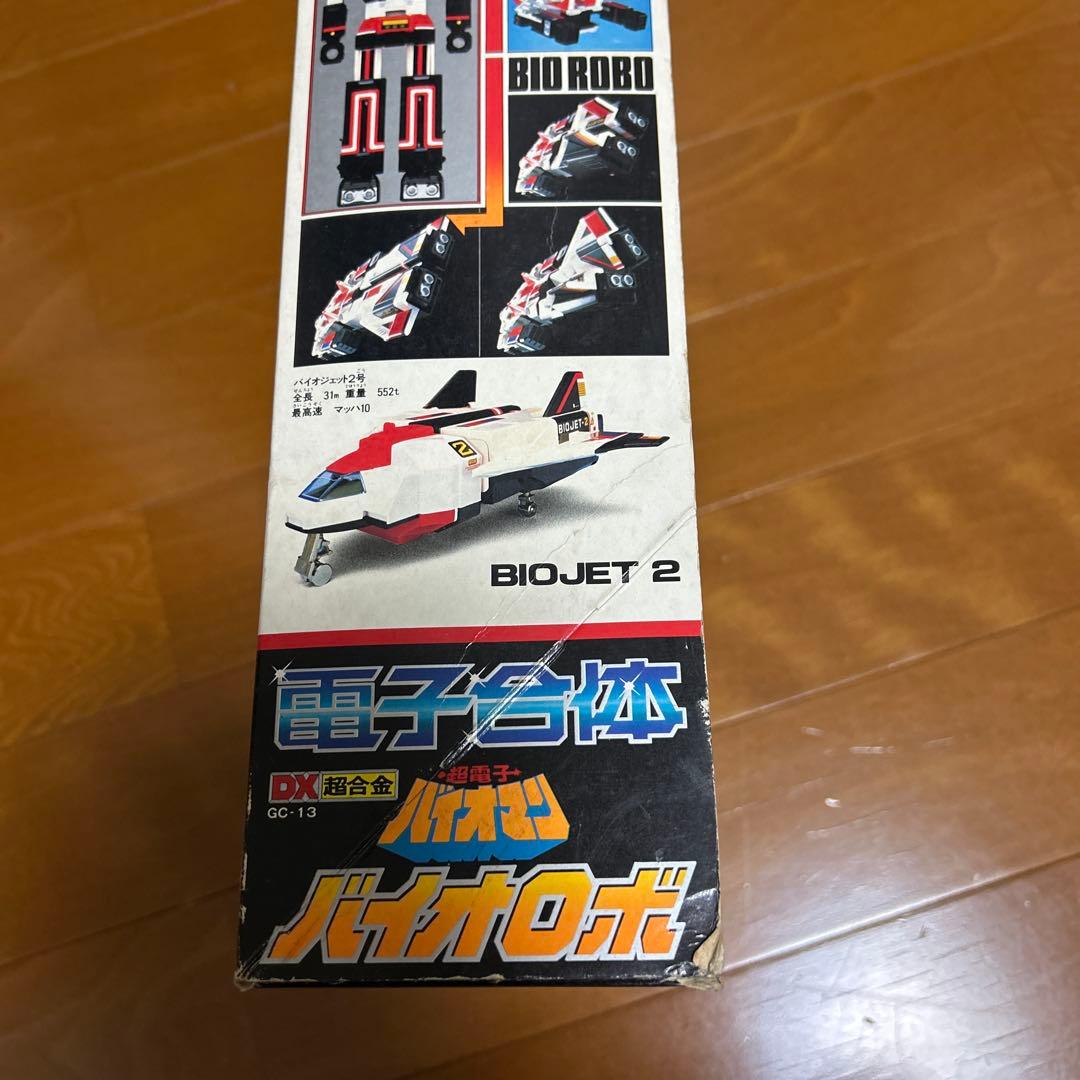 BIO ROBO
バイオジェット2号
全長 31m 重量 552t
最高速 マッハ10
2
BIOJET-2
BIOJET 2
電子合体
DX超合金
GC-13
超電子
バイオマン
バイオロボ